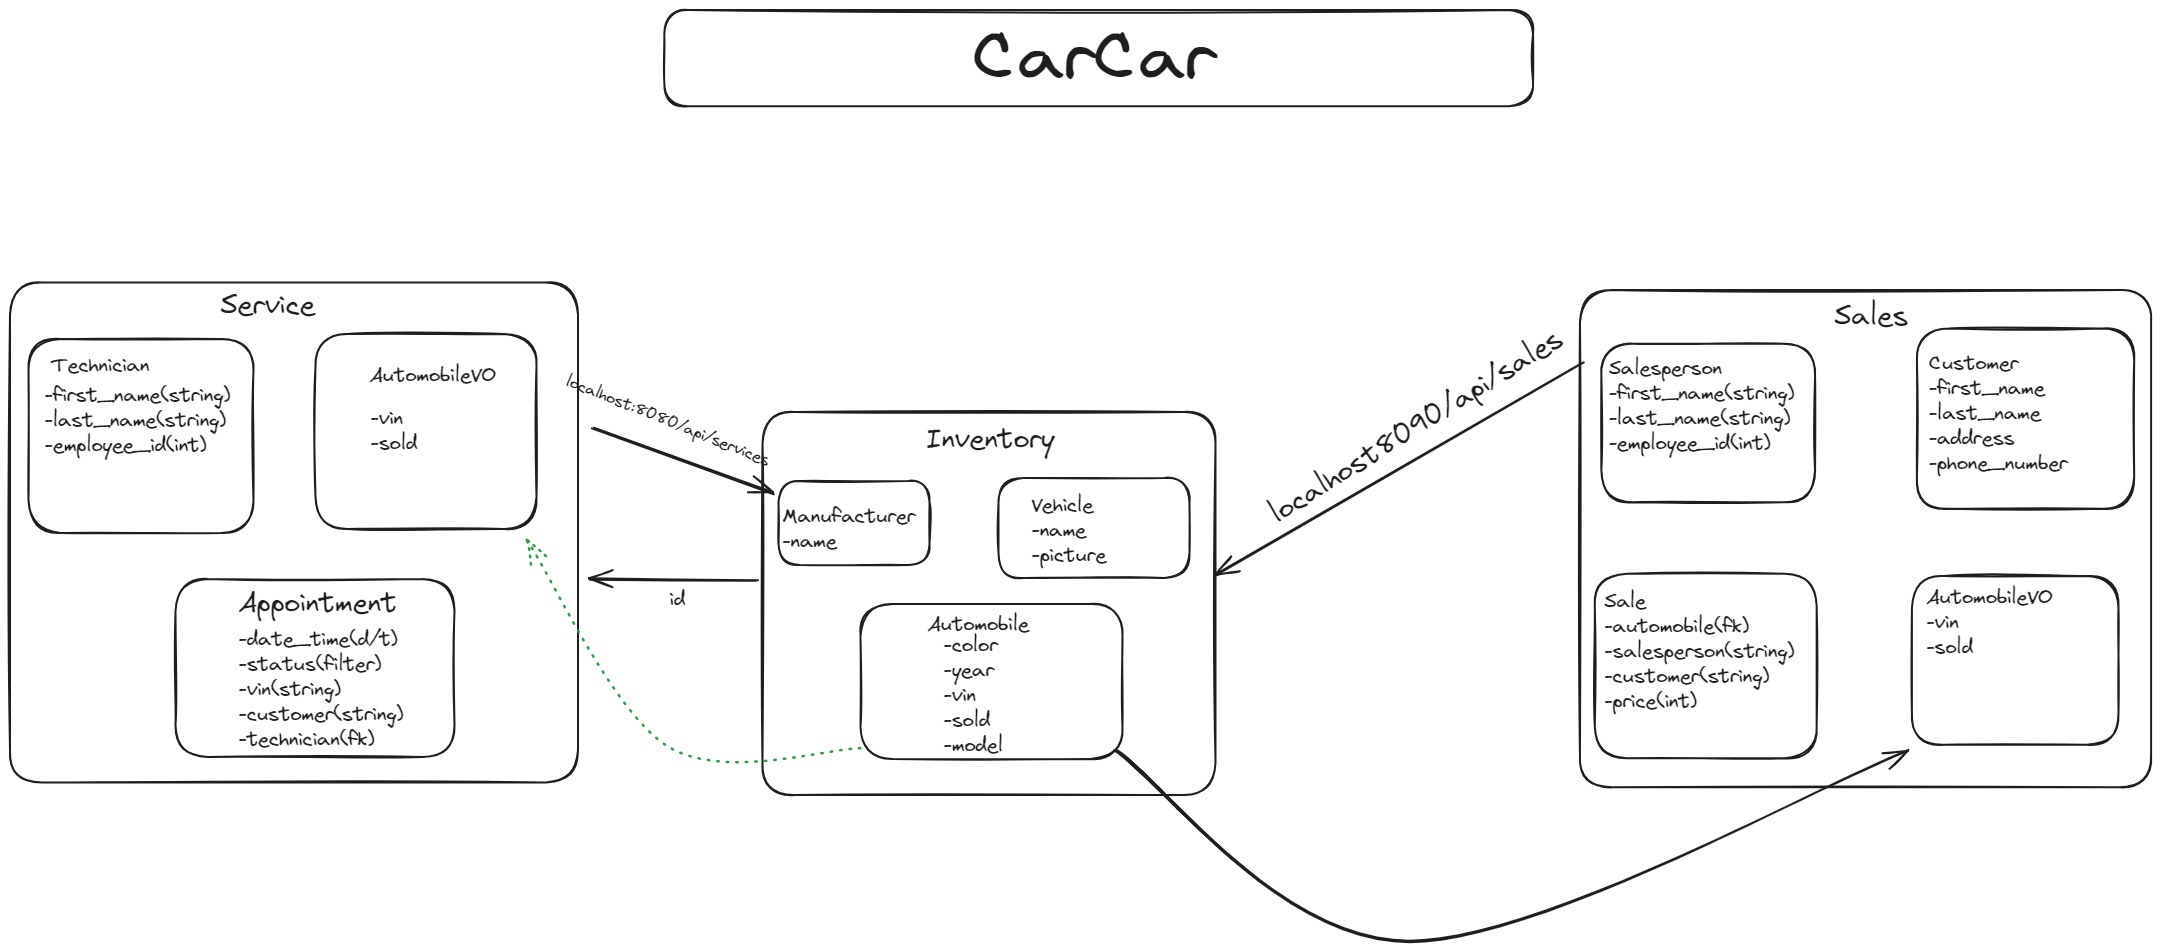 CarCar
Service
Technician
-first_name(string)
-last_name(string)
-employee_id(int)
AutomobileVO
-vin
-sold
Appointment
-date_time(d/t)
-status(filter)
-vin(string)
-customer(string)
-technician(fk)
localhost:8080/api/services
id
Inventory
Manufacturer
-name
Vehicle
-name
-picture
Automobile
-color
-year
-vin
-sold
-model
localhost8090/api/sales
Sales
Salesperson
-first_name(string)
-last_name(string)
-employee_id(int)
Customer
-first_name
-last_name
-address
-phone_number
Sale
-automobile(fk)
-salesperson(string)
-customer(string)
-price(int)
AutomobileVO
-vin
-sold